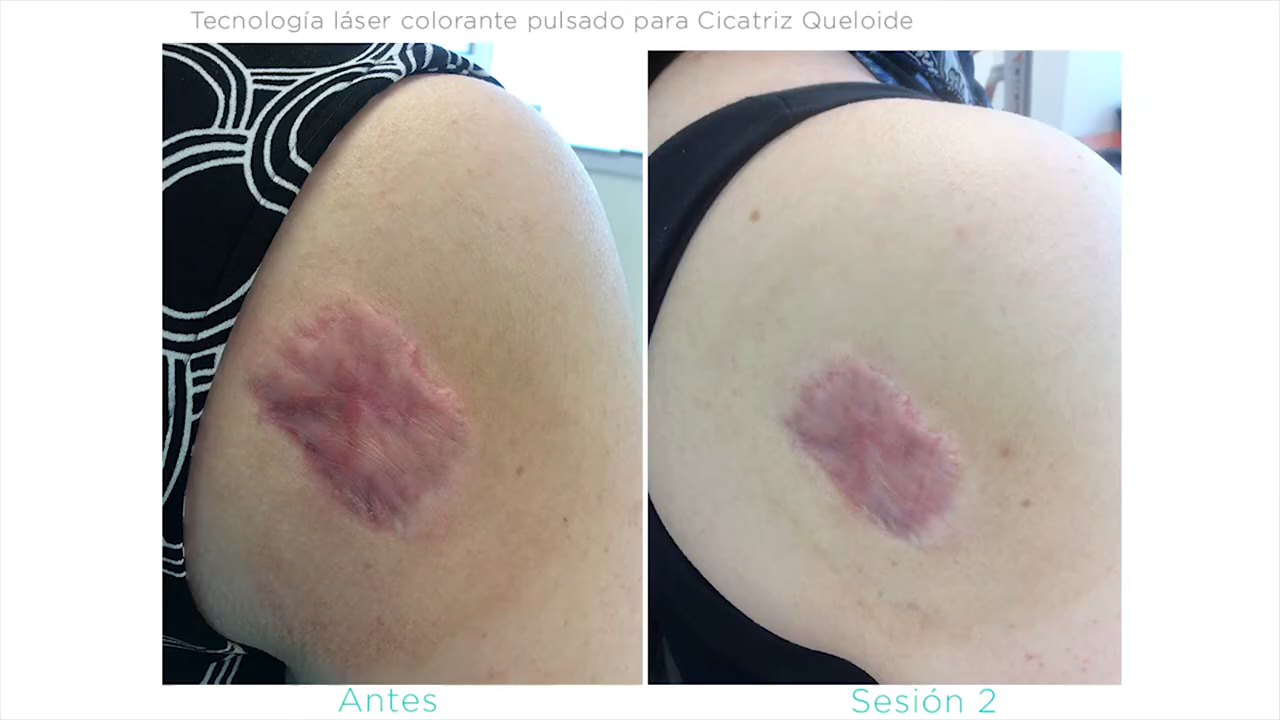 Tecnología láser colorante pulsado para Cicatriz Queloide
Antes
Sesión 2